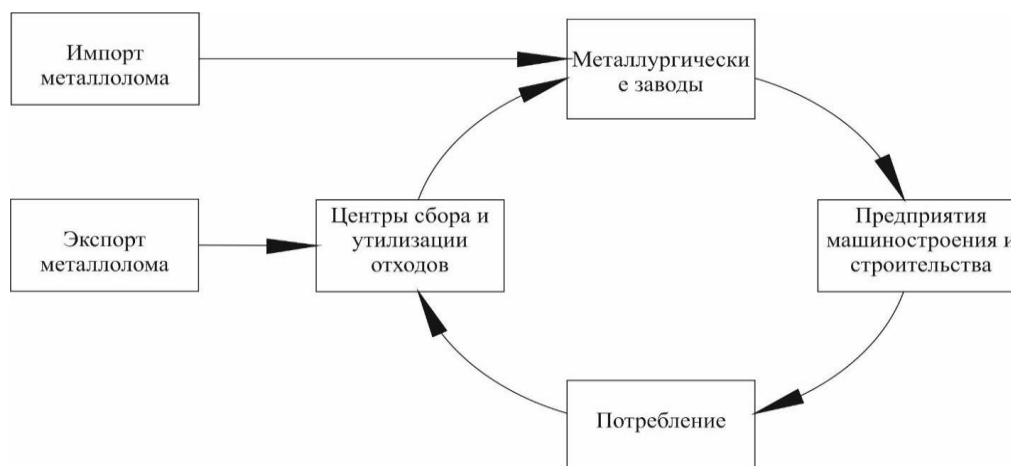 Импорт
металлолома
Металлургически
е заводы
Экспорт
металлолома
Центры сбора и
утилизации
отходов
Предприятия
машиностроения и
строительства
Потребление